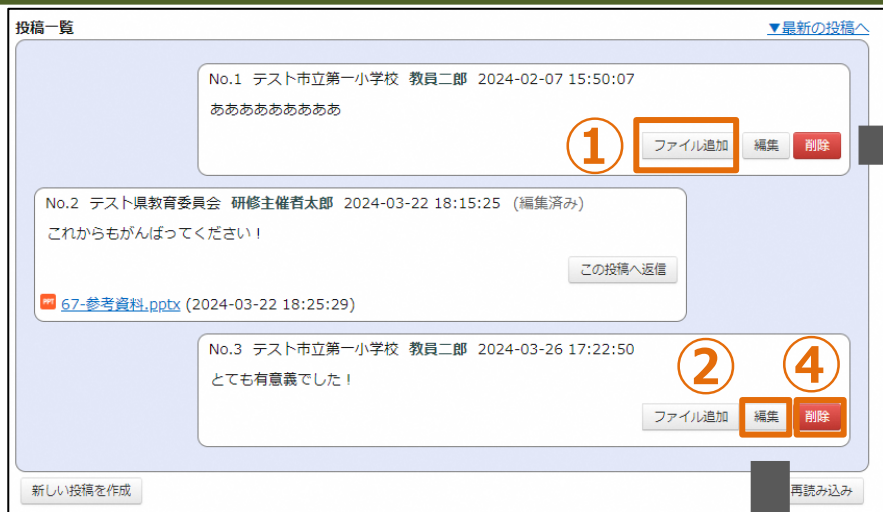 投稿一覧
▼最新の投稿へ
No.1 テスト市立第一小学校 教員二郎 2024-02-07 15:50:07
あああああああああ
① ファイル追加 編集 削除
No.2 テスト県教育委員会 研修主催者太郎 2024-03-22 18:15:25 (編集済み)
これからもがんばってください！
この投稿へ返信
PPT 67-参考資料.pptx (2024-03-22 18:25:29)
No.3 テスト市立第一小学校 教員二郎 2024-03-26 17:22:50
とても有意義でした！
② ④
ファイル追加 編集 削除
新しい投稿を作成
再読み込み